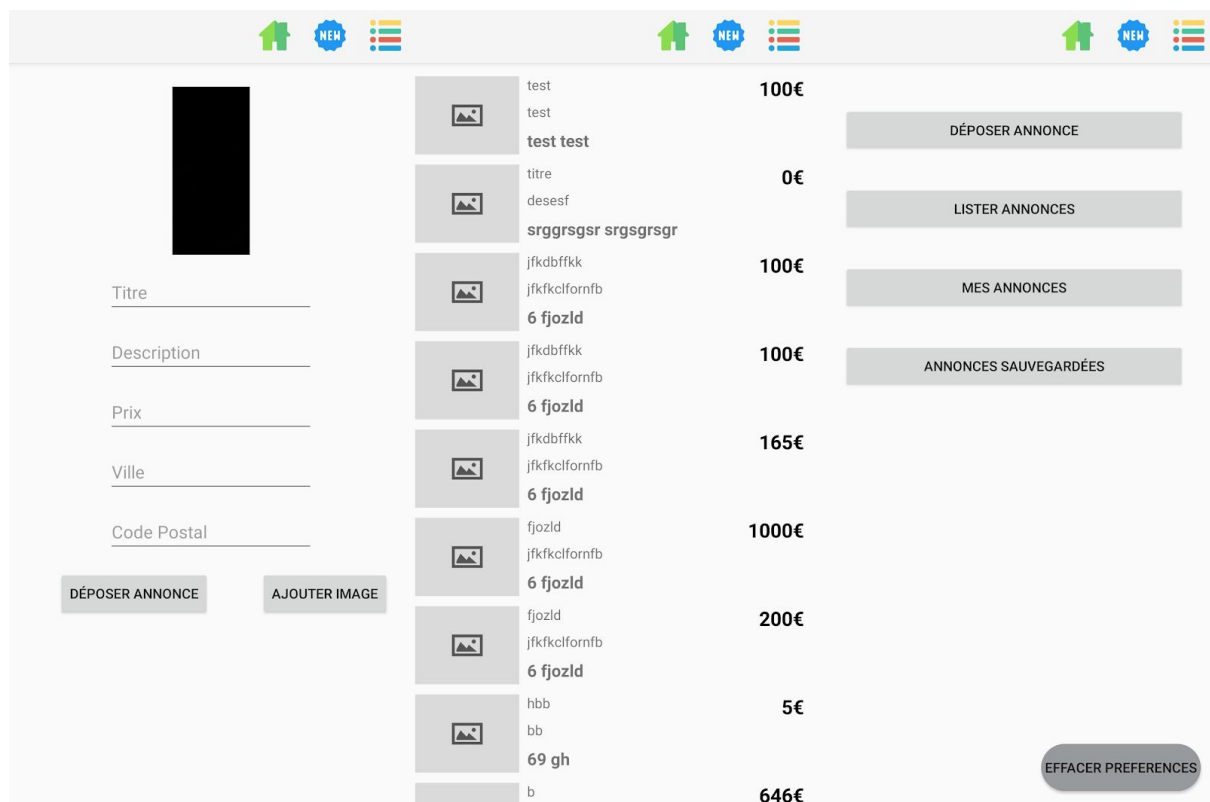 NEW
Titre
Description
Prix
Ville
Code Postal
DÉPOSER ANNONCE
AJOUTER IMAGE
NEW
test
100€
test
test test
titre
0€
desesf
srggrsgsr srgsgrsgr
jfkdbffkk
100€
jfkfkclfornfb
6 fjozld
jfkdbffkk
100€
jfkfkclfornfb
6 fjozld
jfkdbffkk
165€
jfkfkclfornfb
6 fjozld
fjozld
1000€
jfkfkclfornfb
6 fjozld
fjozld
200€
jfkfkclfornfb
6 fjozld
hbb
5€
bb
69 gh
b
646€
NEW
DÉPOSER ANNONCE
LISTER ANNONCES
MES ANNONCES
ANNONCES SAUVEGARDÉES
EFFACER PREFERENCES